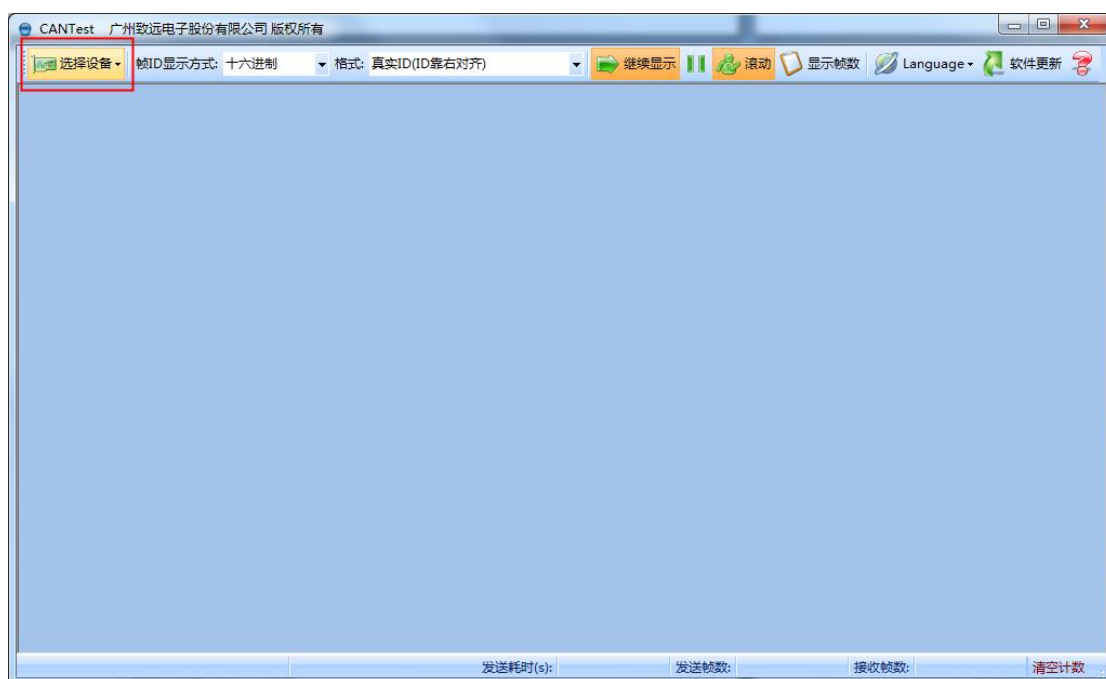 CANTest 广州致远电子股份有限公司 版权所有
选择设备 帧ID显示方式: 十六进制 格式: 真实ID(ID靠右对齐) 继续显示 滚动 显示帧数 Language 软件更新
发送耗时(s): 发送帧数: 接收帧数: 清空计数